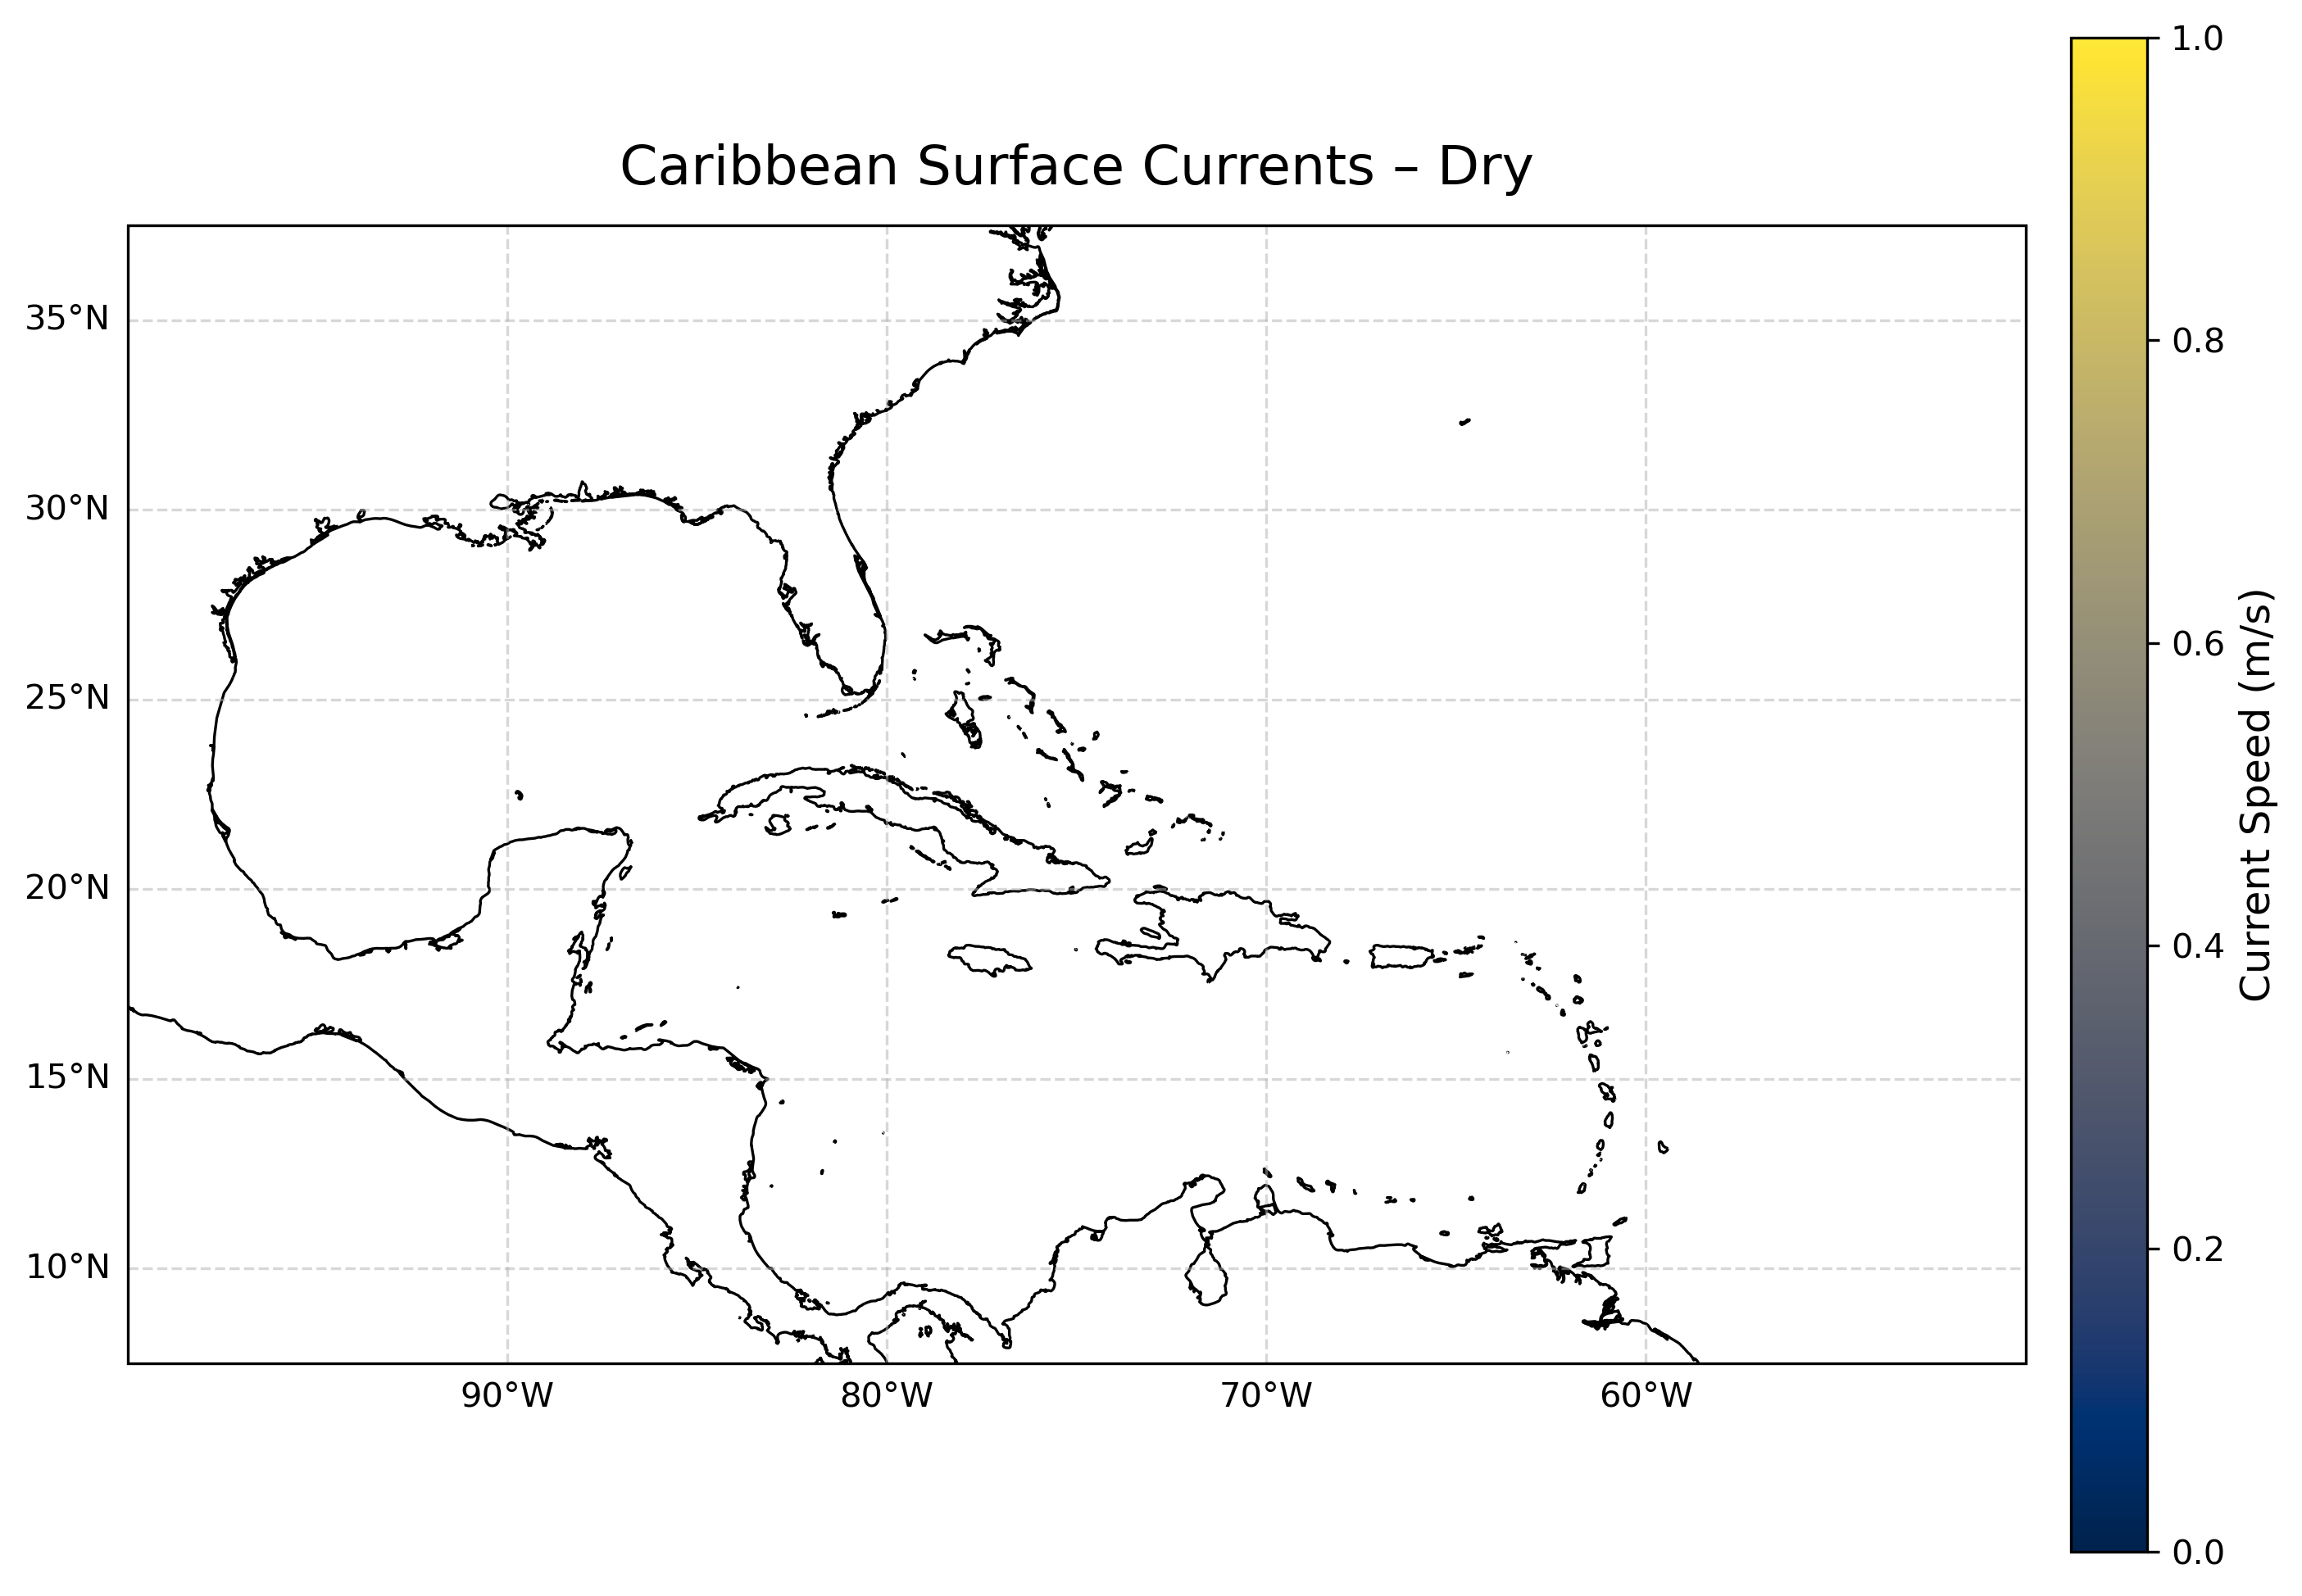 Caribbean Surface Currents – Dry
35°N
30°N
25°N
20°N
15°N
10°N
90°W
80°W
70°W
60°W
1.0
0.8
0.6
0.4
0.2
0.0
Current Speed (m/s)